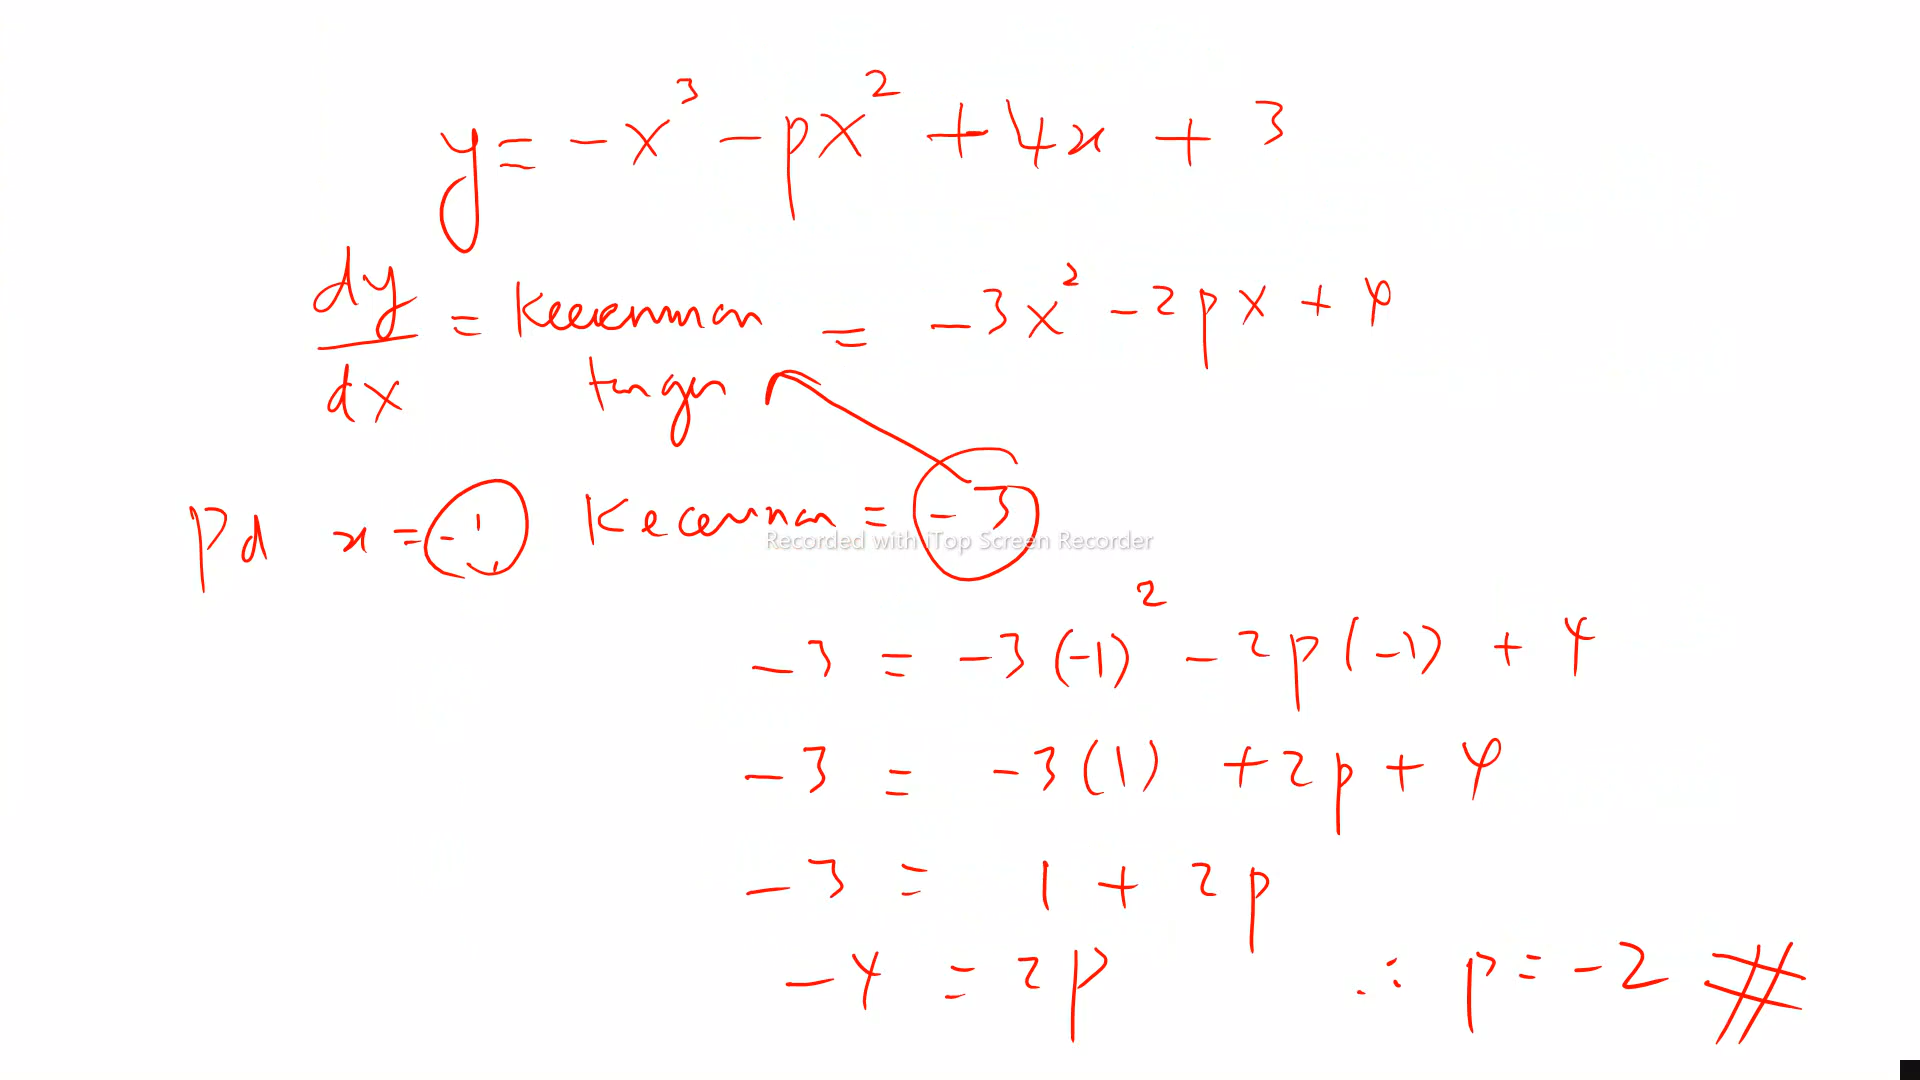 y = -x³ - px² + 4x + 3
dy/dx = Kecerunan tangen = -3x² - 2px + 4
Pd x = -1, Kecerunan = -3
Recorded with iTop Screen Recorder
-3 = -3(-1)² - 2p(-1) + 4
-3 = -3(1) + 2p + 4
-3 = 1 + 2p
-4 = 2p ∴ p = -2 #